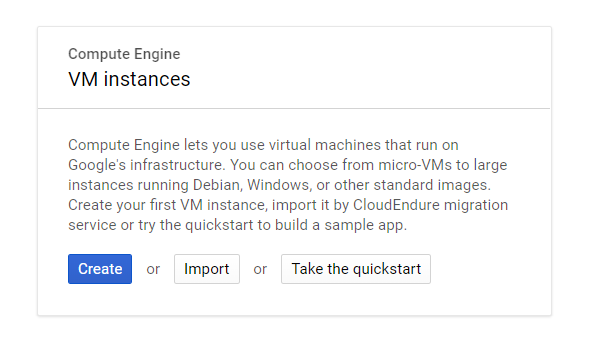 Compute Engine
VM instances
Compute Engine lets you use virtual machines that run on
Google's infrastructure. You can choose from micro-VMs to large
instances running Debian, Windows, or other standard images.
Create your first VM instance, import it by CloudEndure migration
service or try the quickstart to build a sample app.
Create or Import or Take the quickstart